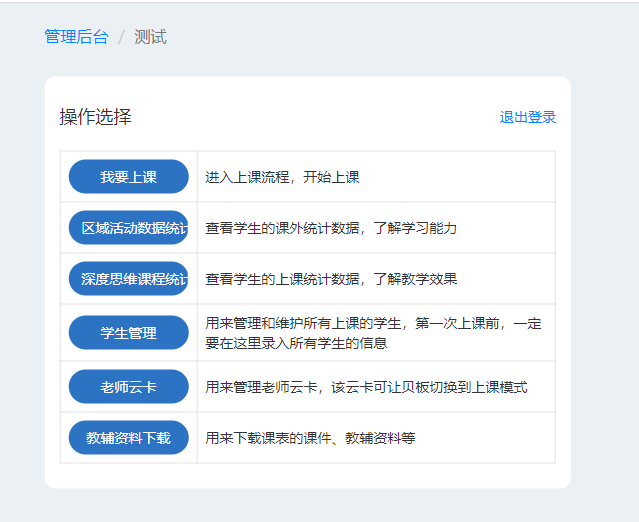 管理后台 / 测试
操作选择
退出登录
我要上课
进入上课流程，开始上课
区域活动数据统计
查看学生的课外统计数据，了解学习能力
深度思维课程统计
查看学生的上课统计数据，了解教学效果
学生管理
用来管理和维护所有上课的学生，第一次上课前，一定
要在这里录入所有学生的信息
老师云卡
用来管理老师云卡，该云卡可让贝板切换到上课模式
教辅资料下载
用来下载课表的课件、教辅资料等